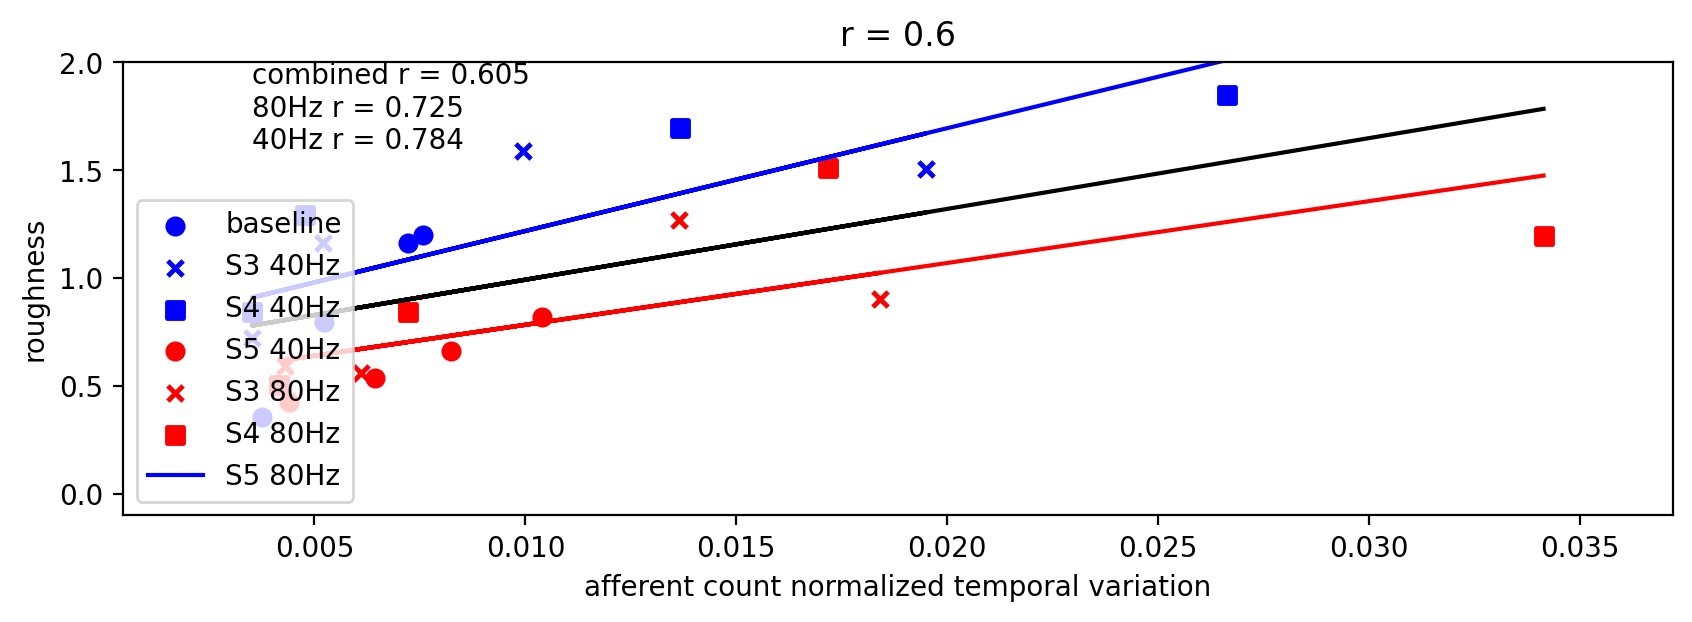 r = 0.6
combined r = 0.605
80Hz r = 0.725
40Hz r = 0.784
2.0
1.5
1.0
0.5
0.0
roughness
baseline
S3 40Hz
S4 40Hz
S5 40Hz
S3 80Hz
S4 80Hz
S5 80Hz
0.005
0.010
0.015
0.020
0.025
0.030
0.035
afferent count normalized temporal variation